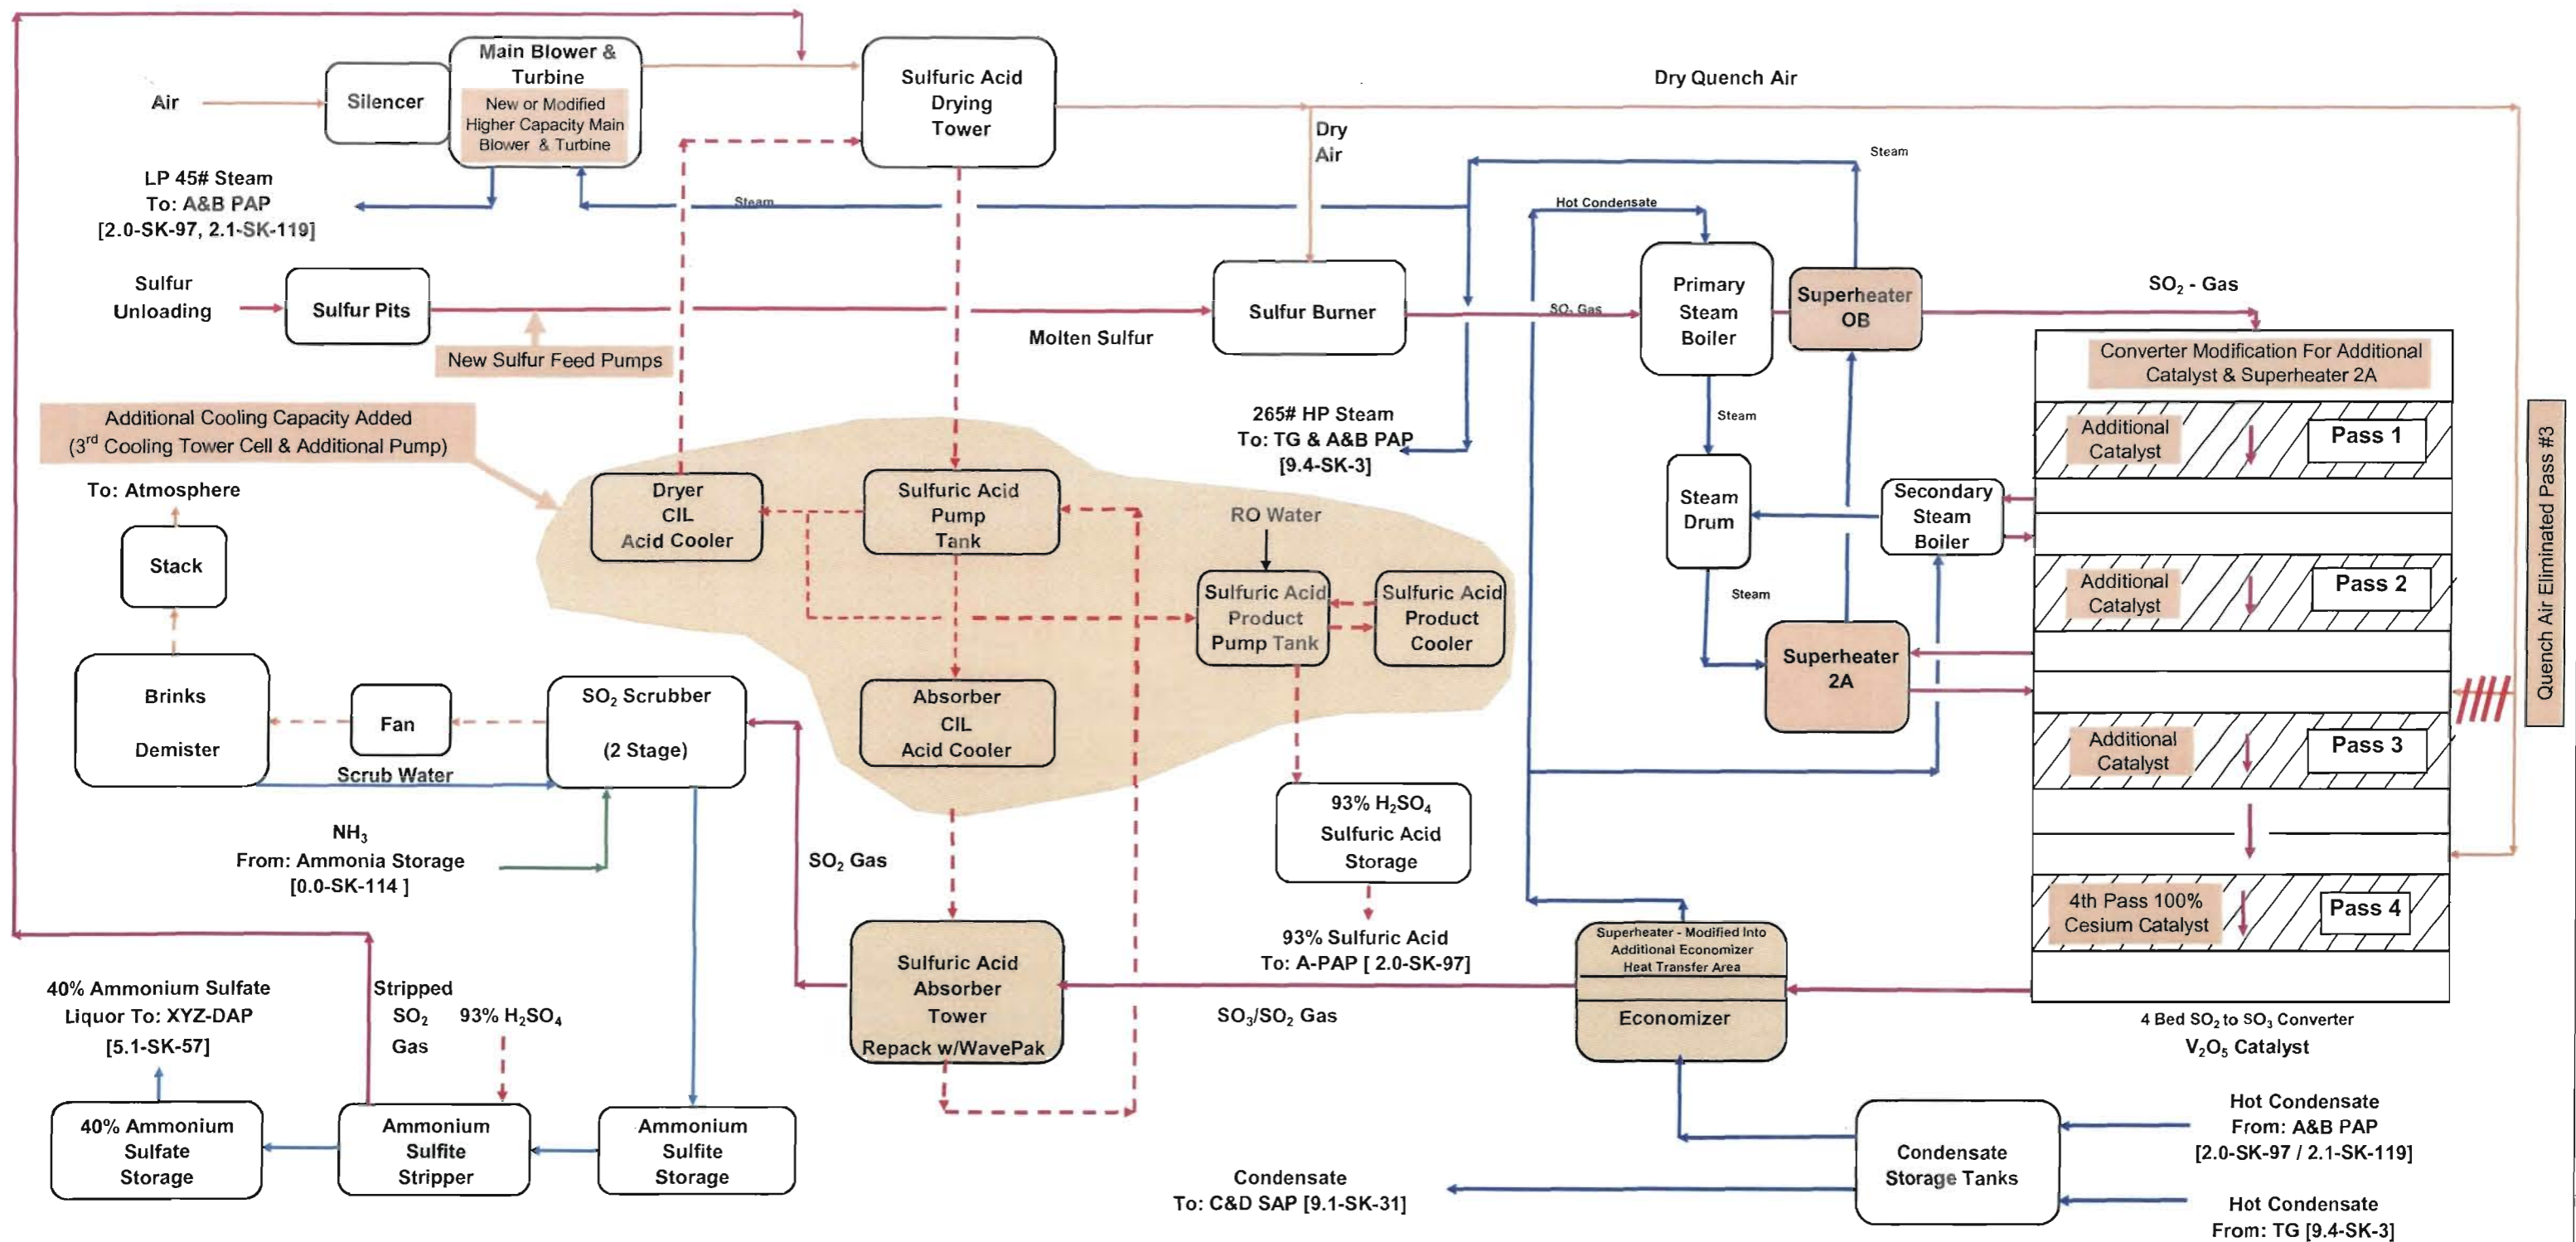 Main Blower &
Turbine
New or Modified
Higher Capacity Main
Blower & Turbine
Air
Silencer
Sulfuric Acid
Drying
Tower
Dry Quench Air
Dry
Air
LP 45# Steam
To: A&B PAP
[2.0-SK-97, 2.1-SK-119]
Steam
Steam
Hot Condensate
Sulfur
Unloading
Sulfur Pits
New Sulfur Feed Pumps
Molten Sulfur
Sulfur Burner
SO₂ Gas
Primary
Steam
Boiler
Superheater
OB
SO₂ - Gas
Converter Modification For Additional
Catalyst & Superheater 2A
Additional Cooling Capacity Added
(3rd Cooling Tower Cell & Additional Pump)
265# HP Steam
To: TG & A&B PAP
[9.4-SK-3]
Steam
Additional
Catalyst
Pass 1
Quench Air Eliminated Pass #3
To: Atmosphere
Stack
Dryer
CIL
Acid Cooler
Sulfuric Acid
Pump
Tank
RO Water
Steam
Drum
Secondary
Steam
Boiler
Sulfuric Acid
Product
Pump Tank
Sulfuric Acid
Product
Cooler
Steam
Additional
Catalyst
Pass 2
Superheater
2A
Brinks
Demister
Fan
SO₂ Scrubber
(2 Stage)
Scrub Water
Absorber
CIL
Acid Cooler
Additional
Catalyst
Pass 3
NH₃
From: Ammonia Storage
[0.0-SK-114 ]
SO₂ Gas
93% H₂SO₄
Sulfuric Acid
Storage
4th Pass 100%
Cesium Catalyst
Pass 4
93% Sulfuric Acid
To: A-PAP [ 2.0-SK-97]
Superheater - Modified Into
Additional Economizer
Heat Transfer Area
Economizer
Sulfuric Acid
Absorber
Tower
Repack w/WavePak
SO₃/SO₂ Gas
40% Ammonium Sulfate
Liquor To: XYZ-DAP
[5.1-SK-57]
Stripped
SO₂
Gas
93% H₂SO₄
4 Bed SO₂ to SO₃ Converter
V₂O₅ Catalyst
40% Ammonium
Sulfate
Storage
Ammonium
Sulfite
Stripper
Ammonium
Sulfite
Storage
Condensate
To: C&D SAP [9.1-SK-31]
Condensate
Storage Tanks
Hot Condensate
From: A&B PAP
[2.0-SK-97 / 2.1-SK-119]
Hot Condensate
From: TG [9.4-SK-3]